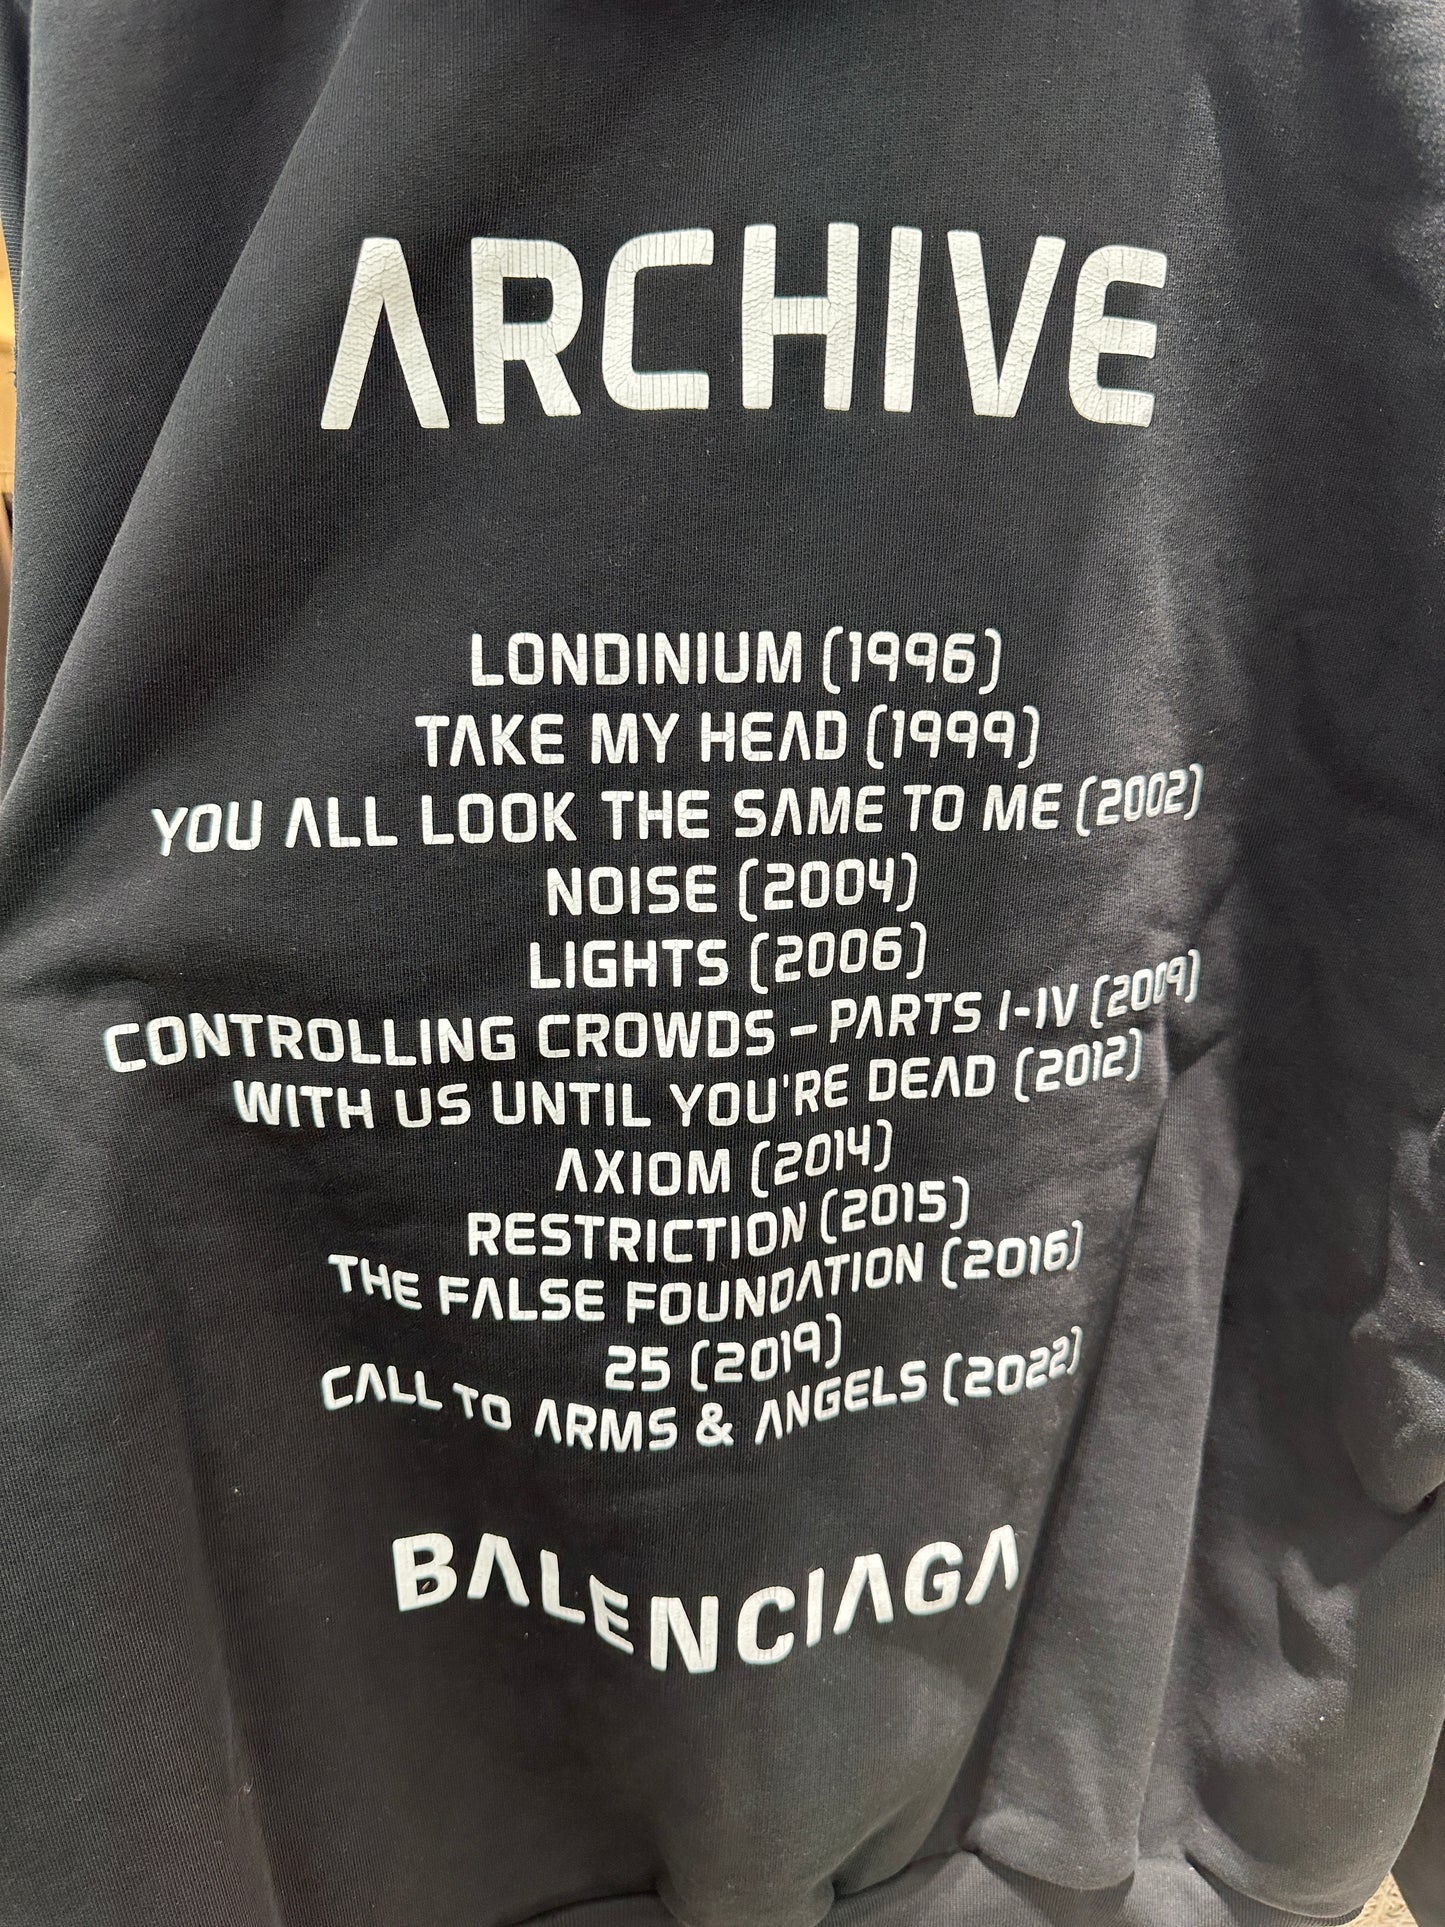 ARCHIVE
LONDINIUM (1996)
TAKE MY HEAD (1999)
YOU ALL LOOK THE SAME TO ME (2002)
NOISE (2004)
LIGHTS (2006)
CONTROLLING CROWDS – PARTS I-IV (2009)
WITH US UNTIL YOU'RE DEAD (2012)
AXIOM (2014)
RESTRICTION (2015)
THE FALSE FOUNDATION (2016)
25 (2019)
CALL TO ARMS & ANGELS (2022)
BALENCIAGA